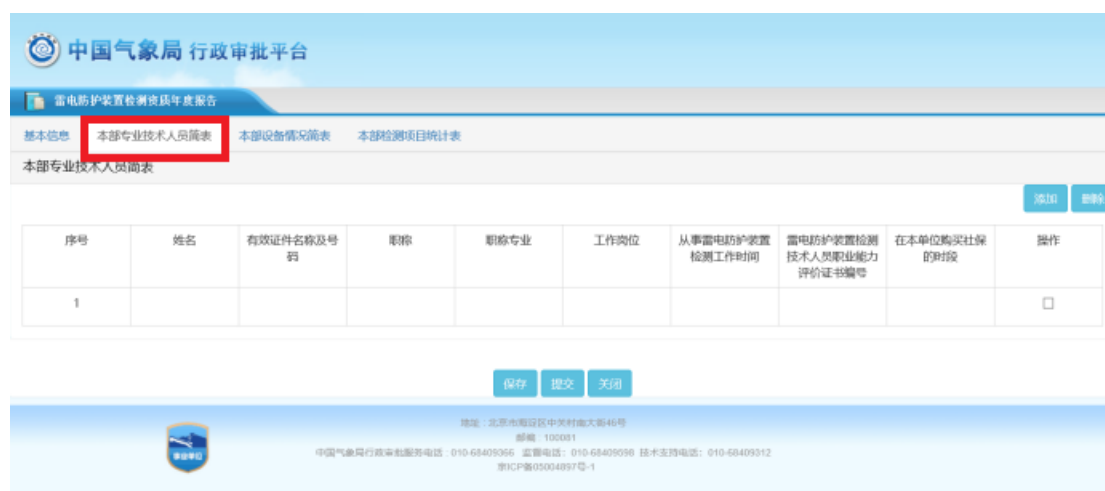 中国气象局 行政审批平台
雷电防护装置检测资质年度报告
基本信息 本部专业技术人员简表 本部设备情况简表 本部检测项目统计表
本部专业技术人员简表
添加 删除
序号 姓名 有效证件名称及号码 职称 职称专业 工作岗位 从事雷电防护装置检测工作时间 雷电防护装置检测技术人员职业能力评价证书编号 在本单位购买社保的时段 操作
1
保存 提交 关闭
地址：北京市海淀区中关村南大街46号
邮编：100081
中国气象局行政审批服务电话：010-68409366 监督电话：010-68409098 技术支持电话：010-68409312
京ICP备05004897号-1
事业单位